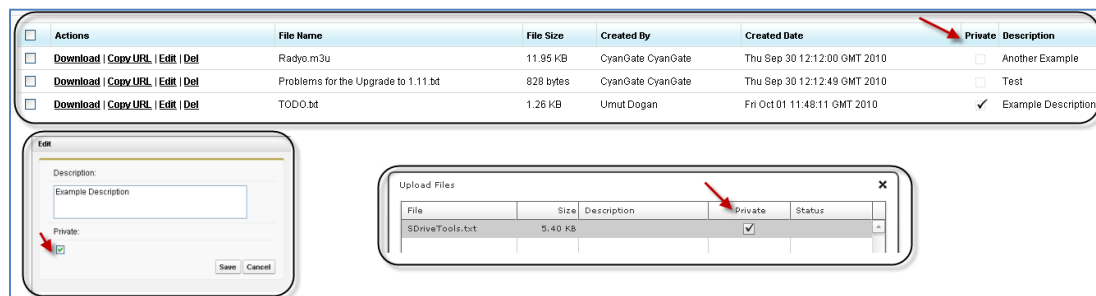 Actions File Name File Size Created By Created Date Private Description
Download | Copy URL | Edit | Del Radyo.m3u 11.95 KB CyanGate CyanGate Thu Sep 30 12:12:00 GMT 2010 Another Example
Download | Copy URL | Edit | Del Problems for the Upgrade to 1.11.txt 828 bytes CyanGate CyanGate Thu Sep 30 12:12:49 GMT 2010 Test
Download | Copy URL | Edit | Del TODO.txt 1.26 KB Umut Dogan Fri Oct 01 11:48:11 GMT 2010 Example Description
Edit
Description:
Example Description
Private:
Save Cancel
Upload Files
File Size Description Private Status
SDriveTools.txt 5.40 KB